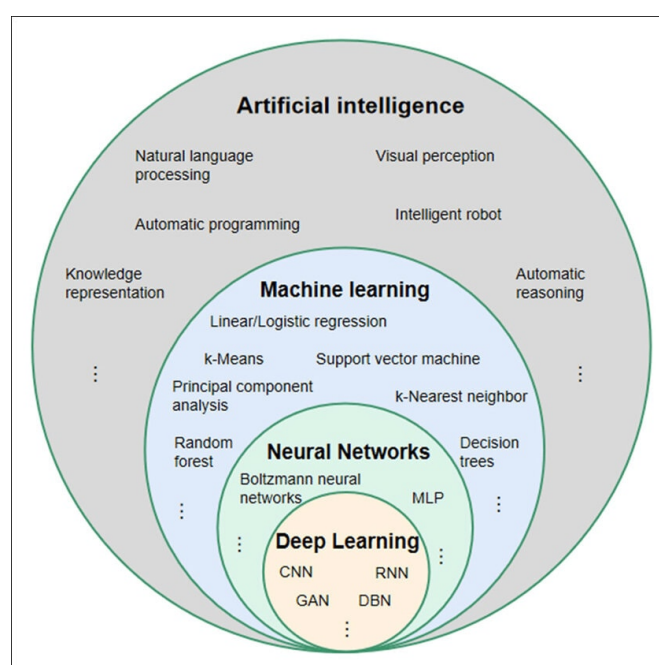 Artificial intelligence
Natural language
processing
Visual perception
Automatic programming
Intelligent robot
Knowledge
representation
Automatic
reasoning
⋮
⋮
Machine learning
Linear/Logistic regression
k-Means
Support vector machine
Principal component
analysis
k-Nearest neighbor
Random
forest
Decision
trees
⋮
⋮
Neural Networks
Boltzmann neural
networks
MLP
⋮
⋮
Deep Learning
CNN
RNN
GAN
DBN
⋮